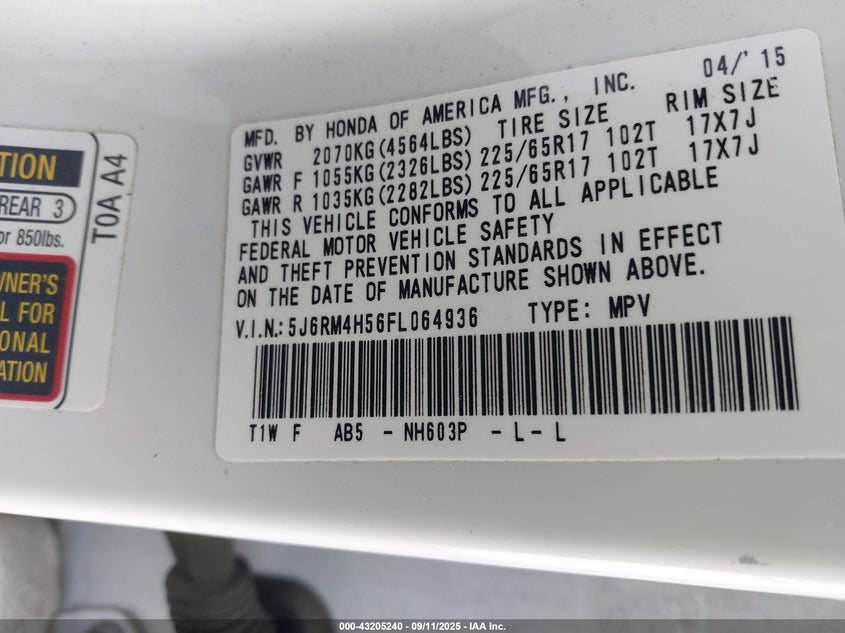 TION
REAR 3
or 850lbs.
WNER'S
L FOR
ONAL
ATION
T0A A4
04/'15
MFD. BY HONDA OF AMERICA MFG., INC.
GVWR 2070KG(4564LBS) TIRE SIZE RIM SIZE
GAWR F 1055KG(2326LBS) 225/65R17 102T 17X7J
GAWR R 1035KG(2282LBS) 225/65R17 102T 17X7J
THIS VEHICLE CONFORMS TO ALL APPLICABLE
FEDERAL MOTOR VEHICLE SAFETY
AND THEFT PREVENTION STANDARDS IN EFFECT
ON THE DATE OF MANUFACTURE SHOWN ABOVE.
V.I.N.: 5J6RM4H56FL064936 TYPE: MPV
T1W F AB5 - NH603P - L - L
000-43205240 - 09/11/2025 - IAA Inc.